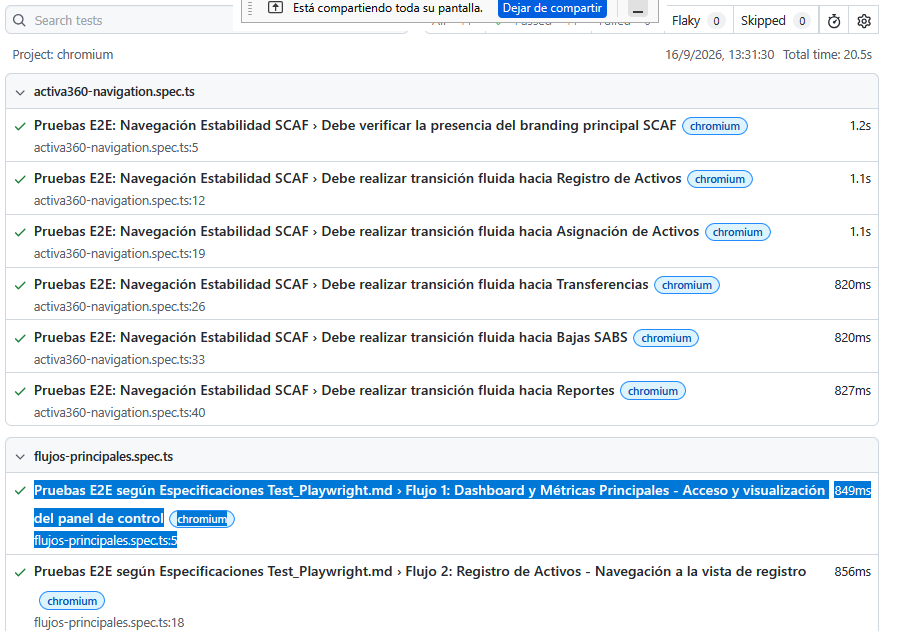 Search tests
Está compartiendo toda su pantalla.
Dejar de compartir
Flaky 0
Skipped 0
Project: chromium
16/9/2026, 13:31:30 Total time: 20.5s
activa360-navigation.spec.ts
Pruebas E2E: Navegación Estabilidad SCAF › Debe verificar la presencia del branding principal SCAF chromium 1.2s
activa360-navigation.spec.ts:5
Pruebas E2E: Navegación Estabilidad SCAF › Debe realizar transición fluida hacia Registro de Activos chromium 1.1s
activa360-navigation.spec.ts:12
Pruebas E2E: Navegación Estabilidad SCAF › Debe realizar transición fluida hacia Asignación de Activos chromium 1.1s
activa360-navigation.spec.ts:19
Pruebas E2E: Navegación Estabilidad SCAF › Debe realizar transición fluida hacia Transferencias chromium 820ms
activa360-navigation.spec.ts:26
Pruebas E2E: Navegación Estabilidad SCAF › Debe realizar transición fluida hacia Bajas SABS chromium 820ms
activa360-navigation.spec.ts:33
Pruebas E2E: Navegación Estabilidad SCAF › Debe realizar transición fluida hacia Reportes chromium 827ms
activa360-navigation.spec.ts:40
flujos-principales.spec.ts
Pruebas E2E según Especificaciones Test_Playwright.md › Flujo 1: Dashboard y Métricas Principales - Acceso y visualización 849ms
del panel de control chromium
flujos-principales.spec.ts:5
Pruebas E2E según Especificaciones Test_Playwright.md › Flujo 2: Registro de Activos - Navegación a la vista de registro 856ms
chromium
flujos-principales.spec.ts:18